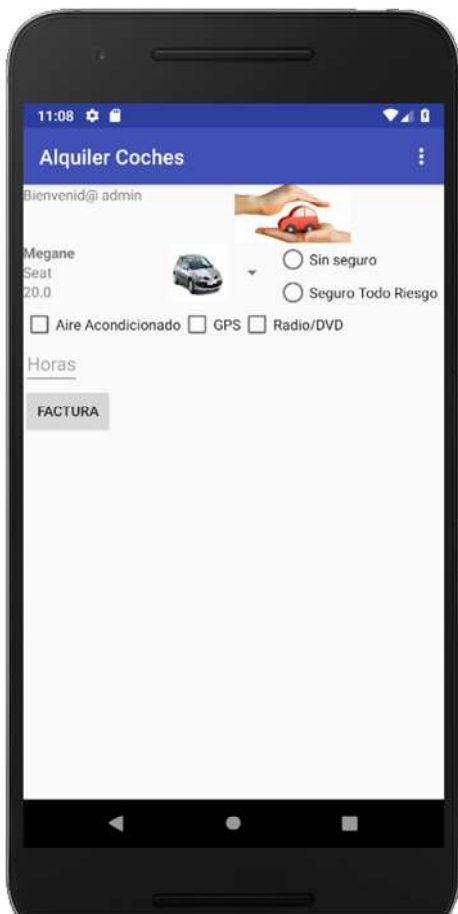 11:08
Alquiler Coches
Bienvenid@ admin
Megane
Seat
20.0
Sin seguro
Seguro Todo Riesgo
Aire Acondicionado GPS Radio/DVD
Horas
FACTURA